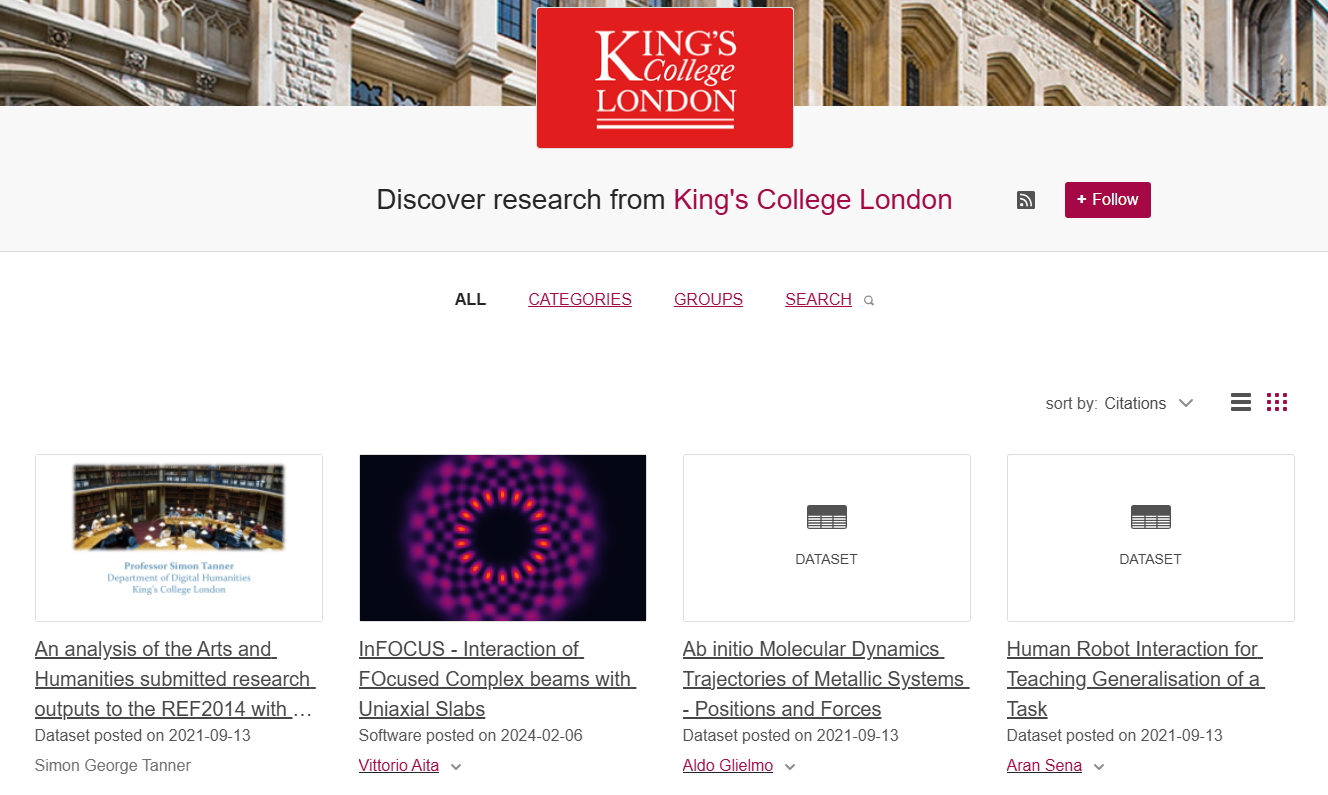 KING'S
College
LONDON
Discover research from King's College London
+ Follow
ALL CATEGORIES GROUPS SEARCH
sort by: Citations
Professor Simon Tanner
Department of Digital Humanities
King's College London
DATASET
DATASET
An analysis of the Arts and
Humanities submitted research
outputs to the REF2014 with …
Dataset posted on 2021-09-13
Simon George Tanner
InFOCUS - Interaction of
FOcused Complex beams with
Uniaxial Slabs
Software posted on 2024-02-06
Vittorio Aita
Ab initio Molecular Dynamics
Trajectories of Metallic Systems
- Positions and Forces
Dataset posted on 2021-09-13
Aldo Glielmo
Human Robot Interaction for
Teaching Generalisation of a
Task
Dataset posted on 2021-09-13
Aran Sena